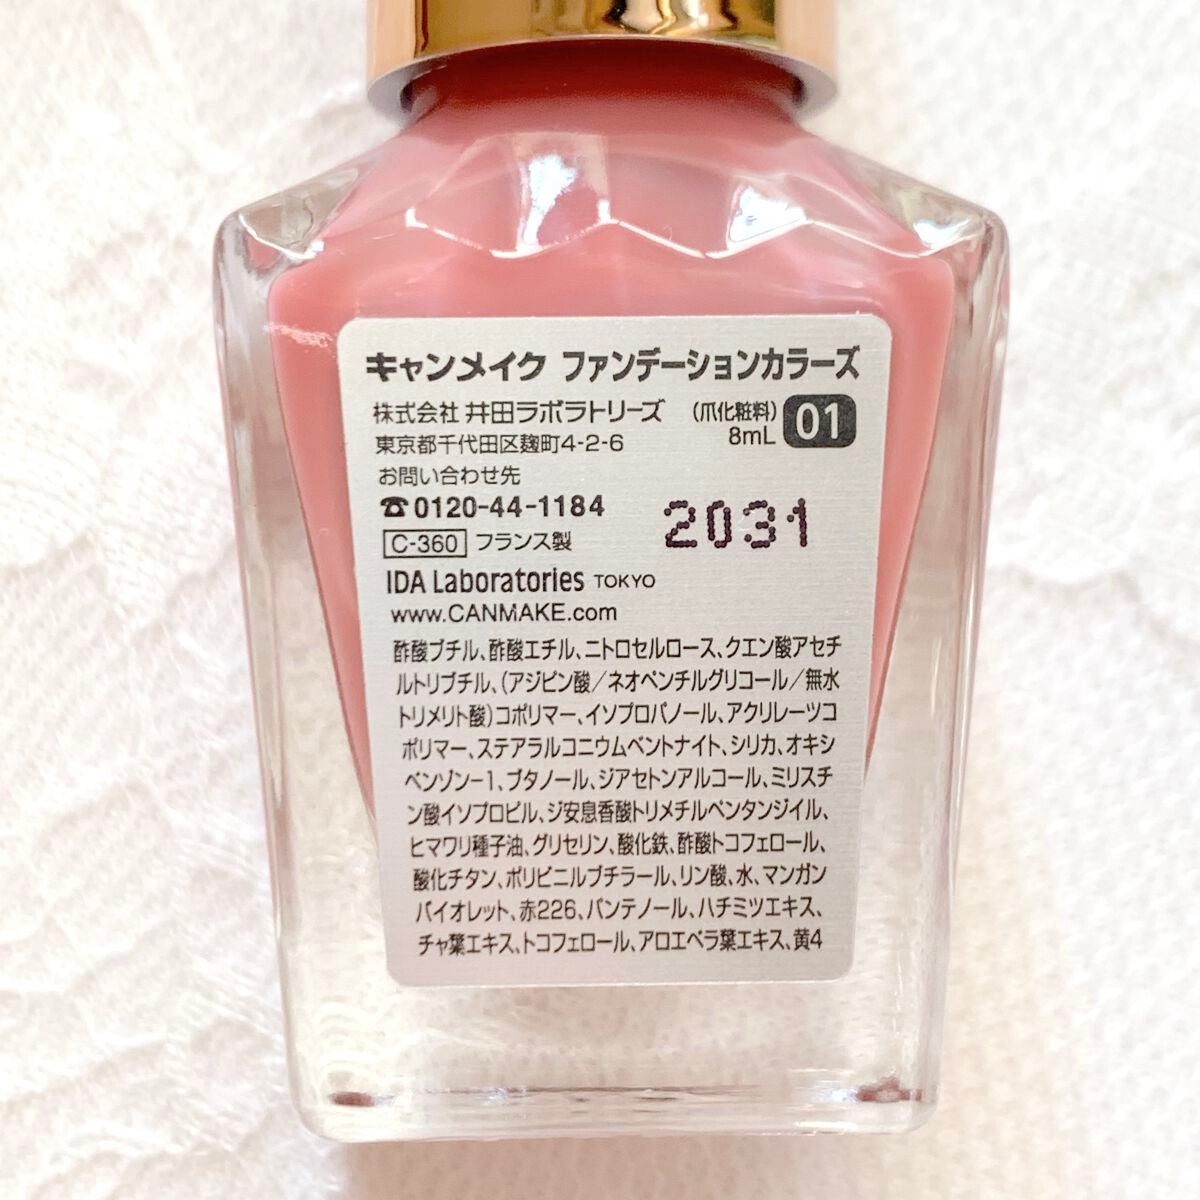 キャンメイク ファンデーションカラーズ
株式会社 井田ラボラトリーズ (爪化粧料) 01
東京都千代田区麹町4-2-6 8mL
お問い合わせ先
☎0120-44-1184
C-360 フランス製 2031
IDA Laboratories TOKYO
www.CANMAKE.com
酢酸ブチル、酢酸エチル、ニトロセルロース、クエン酸アセチ
ルトリブチル、(アジピン酸/ネオペンチルグリコール/無水
トリメリト酸)コポリマー、イソプロパノール、アクリレーツコ
ポリマー、ステアラルコニウムベントナイト、シリカ、オキシ
ベンゾン-1、ブタノール、ジアセトンアルコール、ミリスチ
ン酸イソプロピル、ジ安息香酸トリメチルペンタンジイル、
ヒマワリ種子油、グリセリン、酸化鉄、酢酸トコフェロール、
酸化チタン、ポリビニルブチラール、リン酸、水、マンガン
バイオレット、赤226、パンテノール、ハチミツエキス、
チャ葉エキス、トコフェロール、アロエベラ葉エキス、黄4